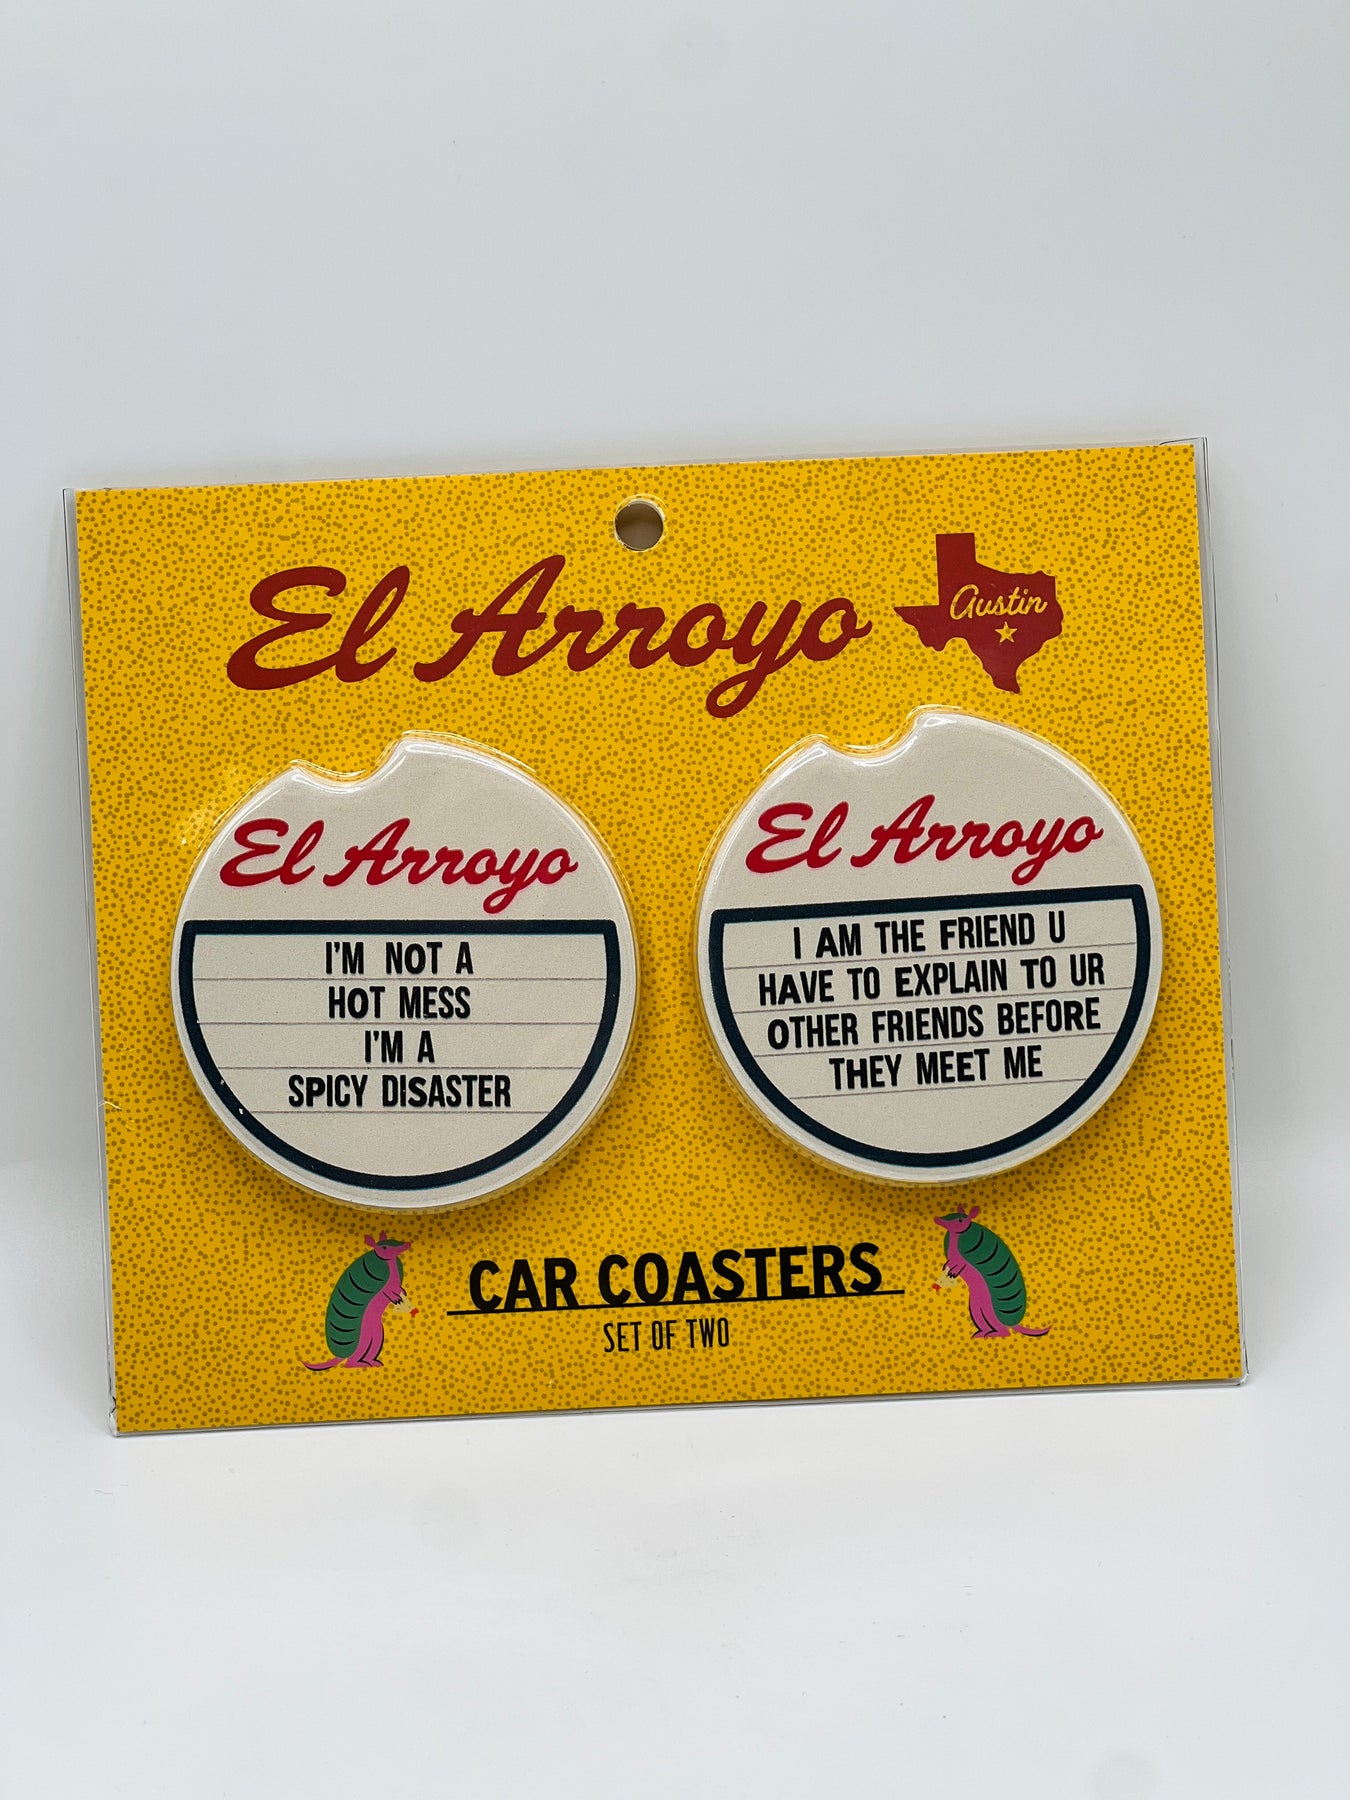 El Arroyo
Austin
El Arroyo
I'M NOT A
HOT MESS
I'M A
SPICY DISASTER
El Arroyo
I AM THE FRIEND U
HAVE TO EXPLAIN TO UR
OTHER FRIENDS BEFORE
THEY MEET ME
CAR COASTERS
SET OF TWO